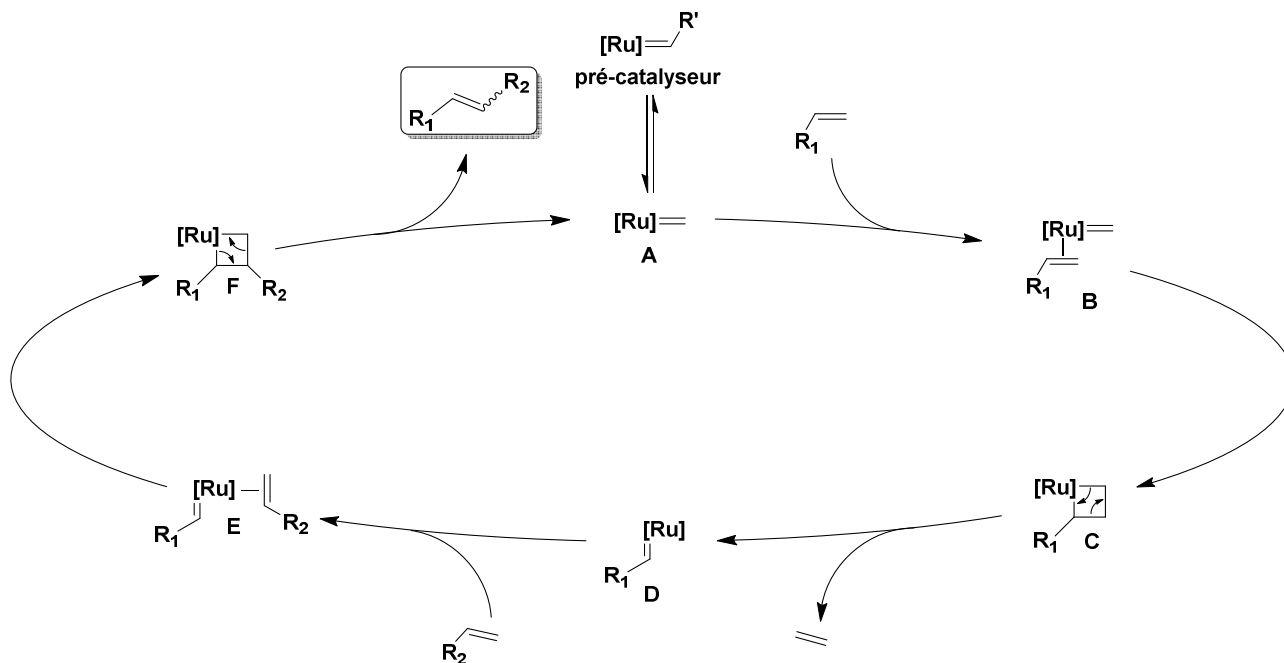 [Ru]
R'
pré-catalyseur
R1
R2
R1
[Ru]
A
[Ru]
R1
B
[Ru]
R1
C
[Ru]
R1
D
R2
[Ru]
R1
E
R2
[Ru]
R1
F
R2